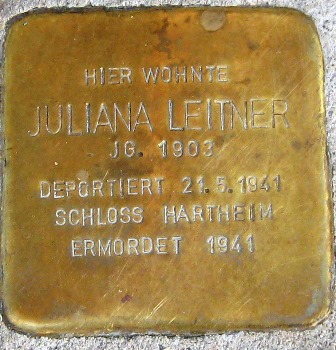 HIER WOHNTE
JULIANA LEITNER
JG. 1903
DEPORTIERT 21.5.1941
SCHLOSS HARTHEIM
ERMORDET 1941